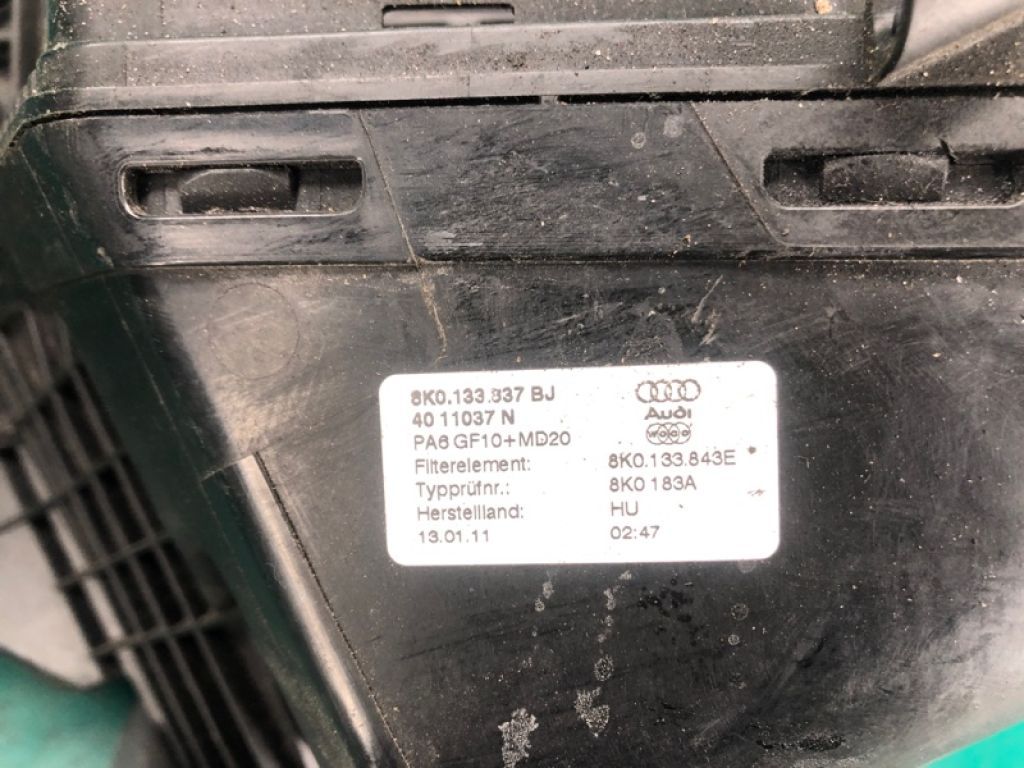 8K0.133.837 BJ
40 11037 N
PA6 GF10+MD20
Audi
woco
Filterelement: 8K0.133.843E
Typprüfnr.: 8K0 183A
Herstellland: HU
13.01.11 02:47